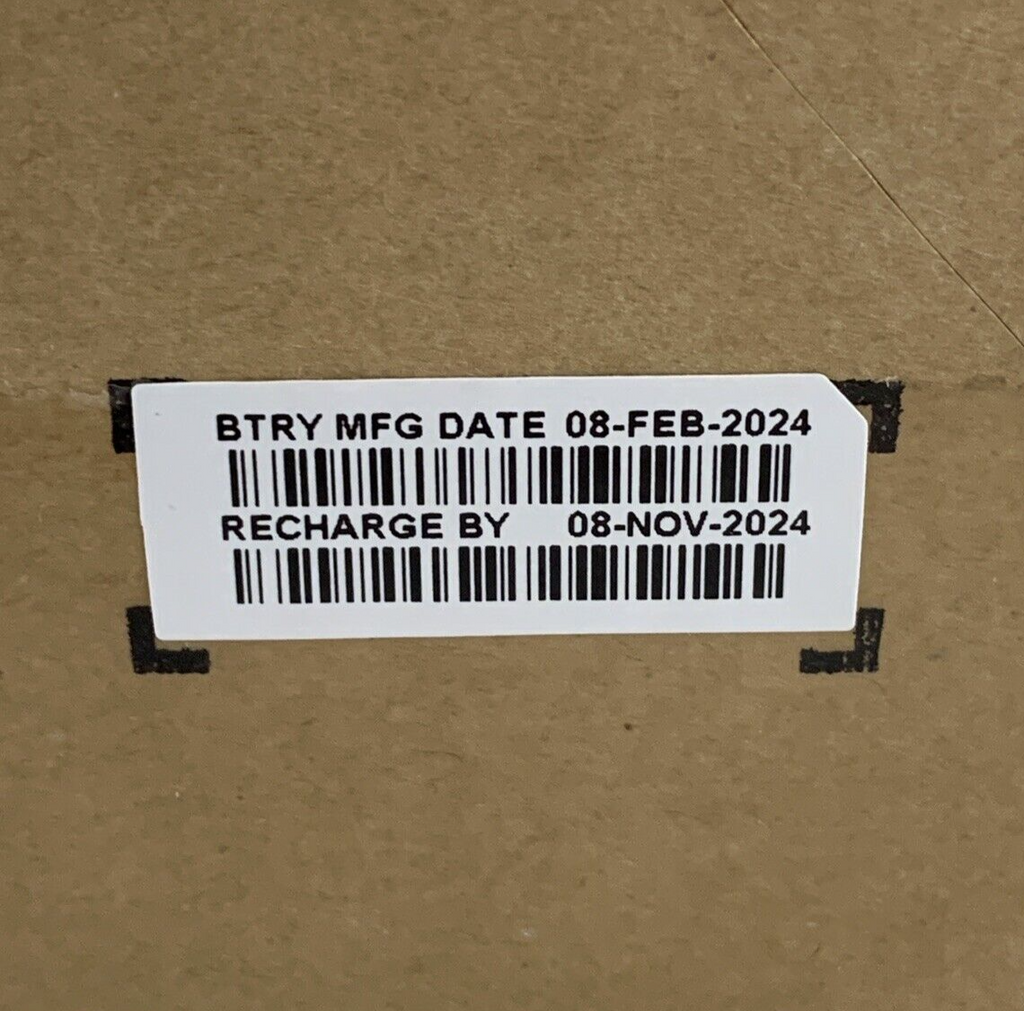 BTRY MFG DATE 08-FEB-2024
RECHARGE BY 08-NOV-2024